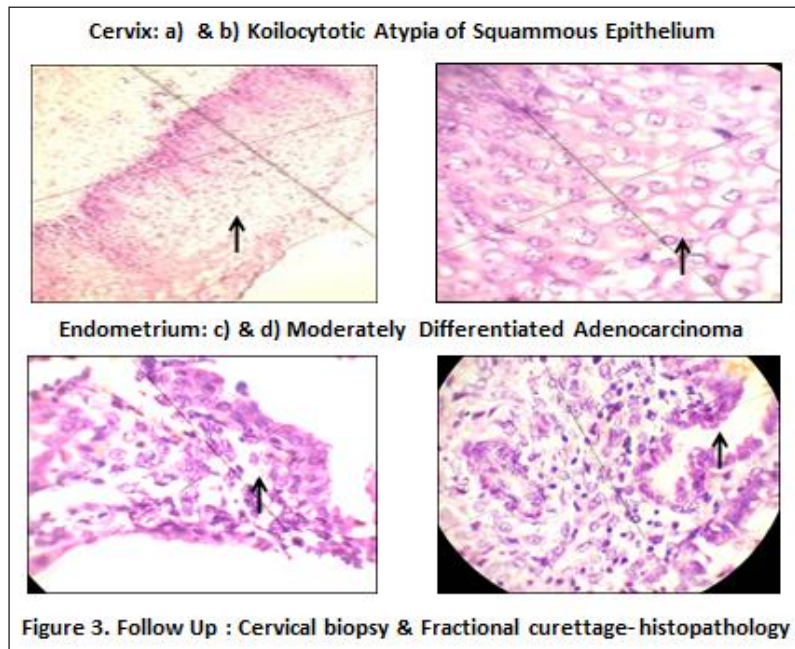 Cervix: a) & b) Koilocytotic Atypia of Squammous Epithelium
Endometrium: c) & d) Moderately Differentiated Adenocarcinoma
Figure 3. Follow Up : Cervical biopsy & Fractional curettage- histopathology